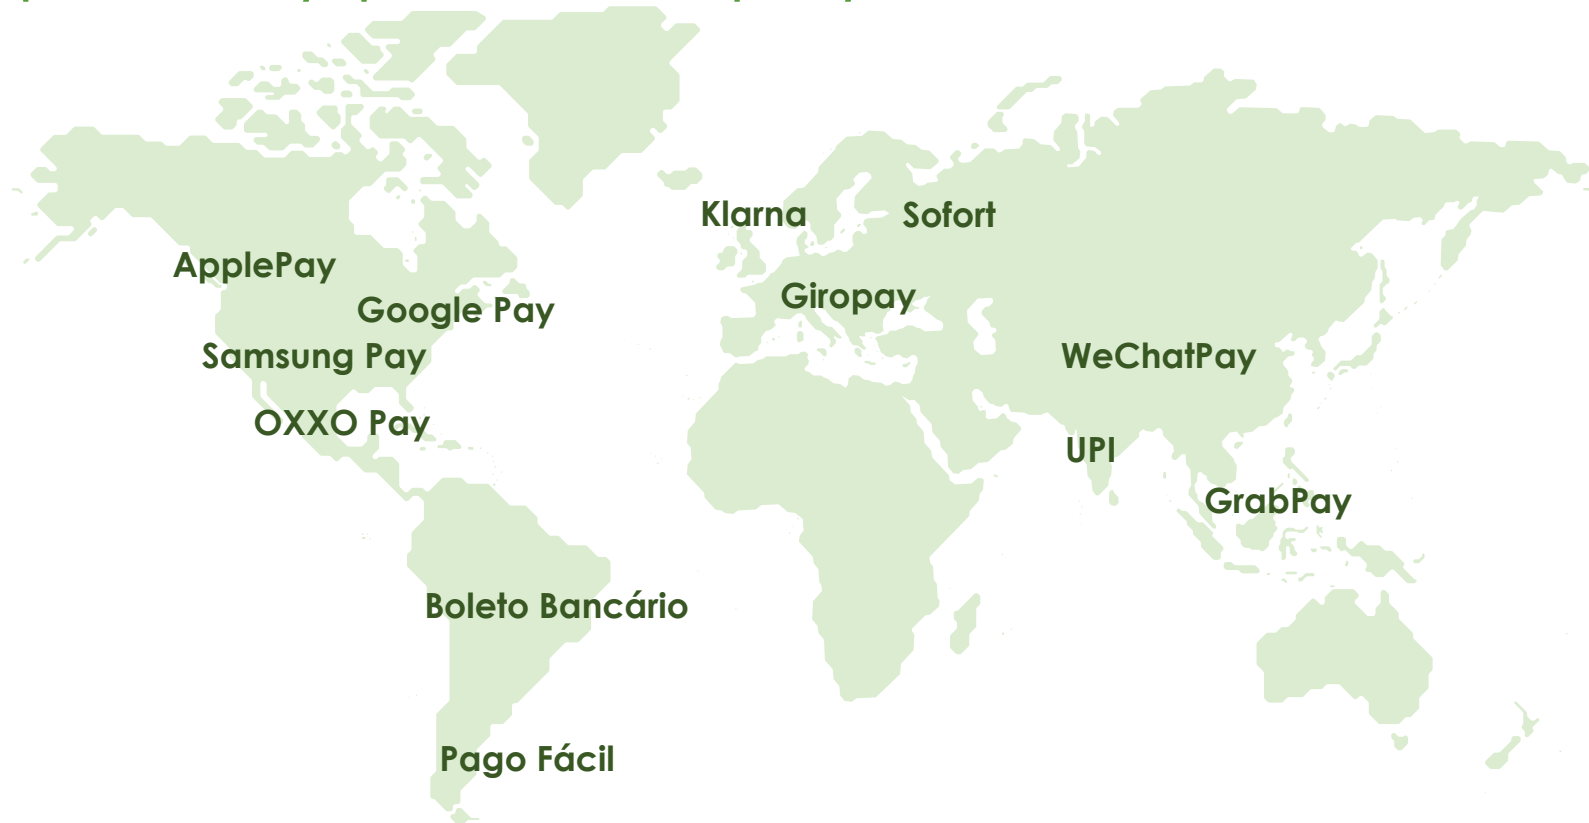 Klarna
Sofort
ApplePay
Google Pay
Giropay
Samsung Pay
WeChatPay
OXXO Pay
UPI
GrabPay
Boleto Bancário
Pago Fácil